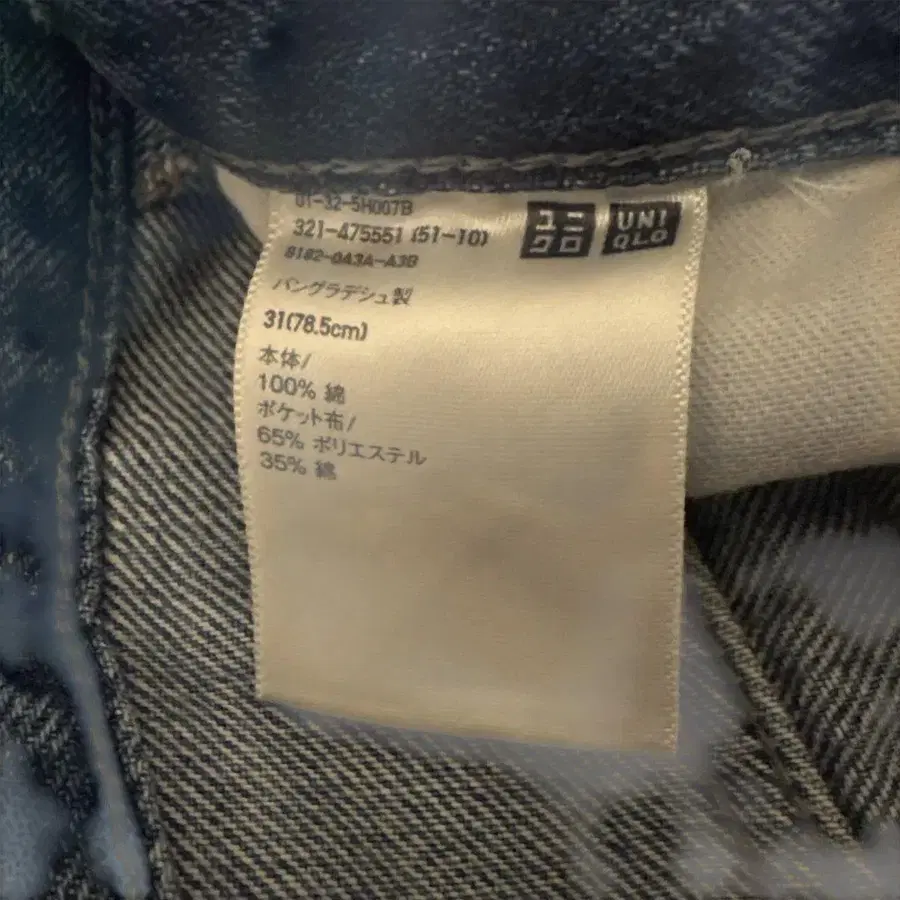 01-32-5H007B
321-475551 (51-10)
8182-0A3A-A3B
バングラデシュ製
31(78.5cm)
本体/
100% 綿
ポケット布/
65% ポリエステル
35% 綿
ユニ
クロ
UNI
QLO